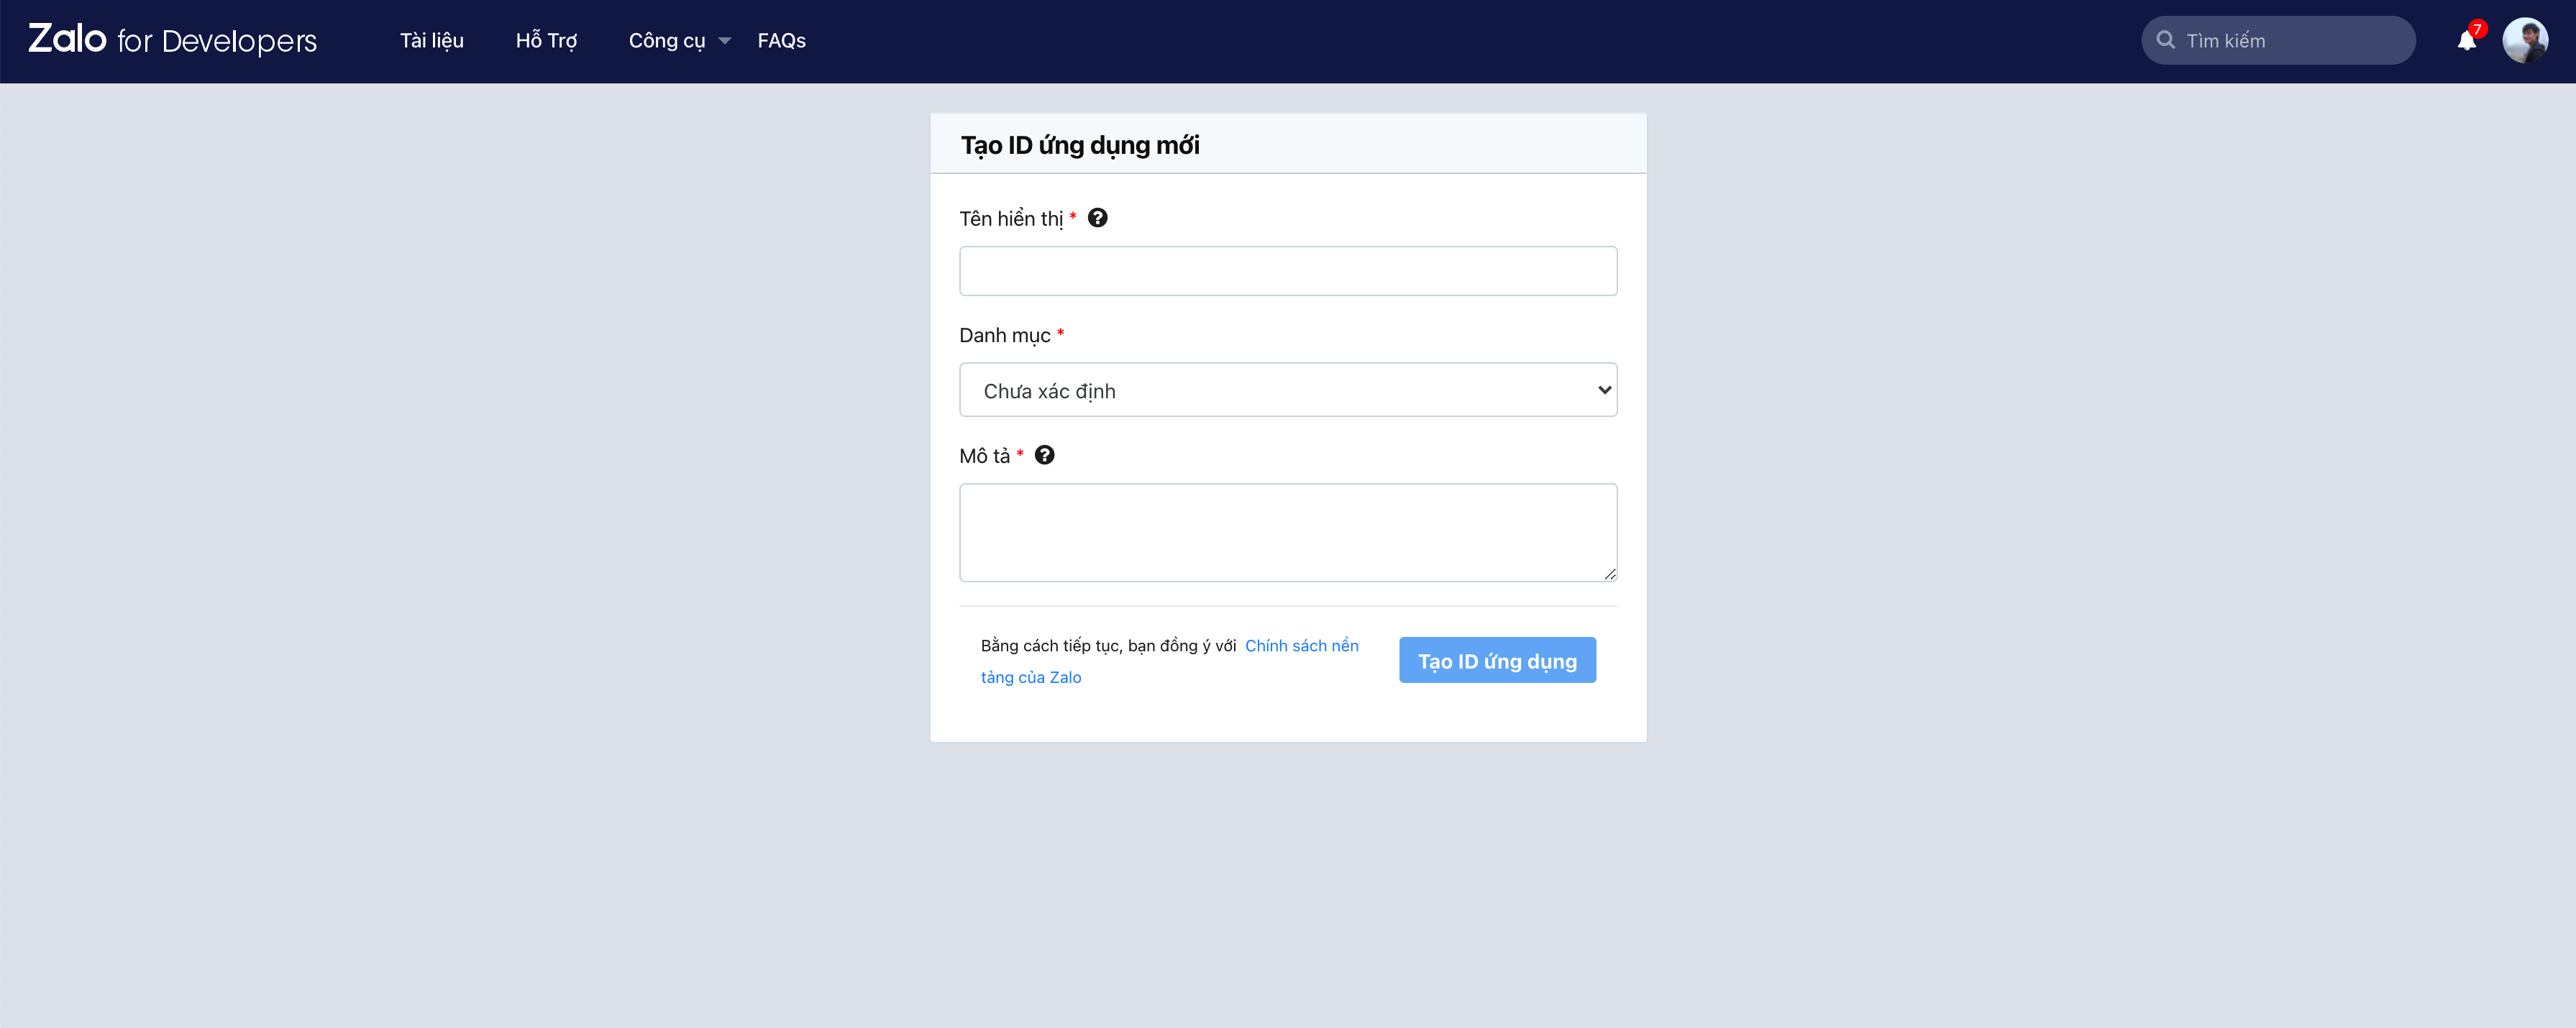 Zalo for Developers Tài liệu Hỗ Trợ Công cụ FAQs Tìm kiếm 7
Tạo ID ứng dụng mới
Tên hiển thị *
Danh mục *
Chưa xác định
Mô tả *
Bằng cách tiếp tục, bạn đồng ý với Chính sách nền
tảng của Zalo
Tạo ID ứng dụng